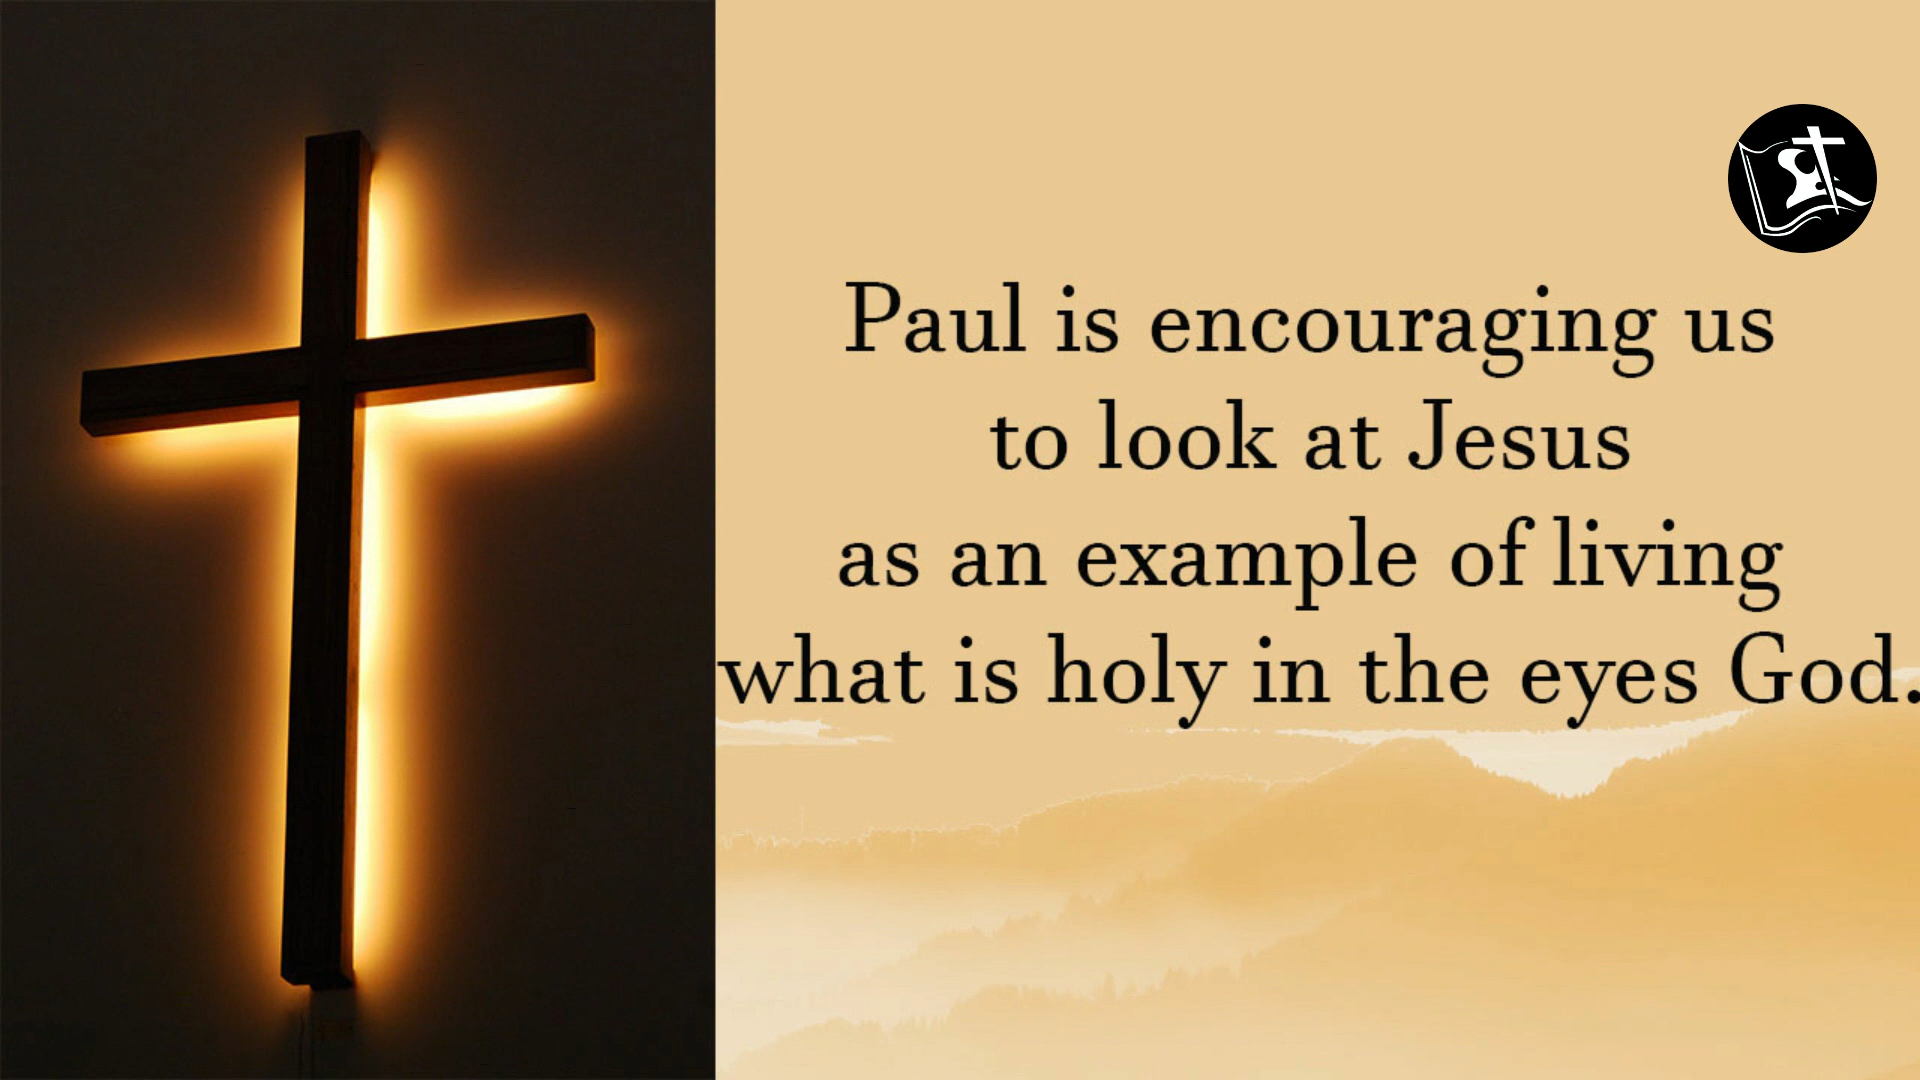 Paul is encouraging us
to look at Jesus
as an example of living
what is holy in the eyes God.